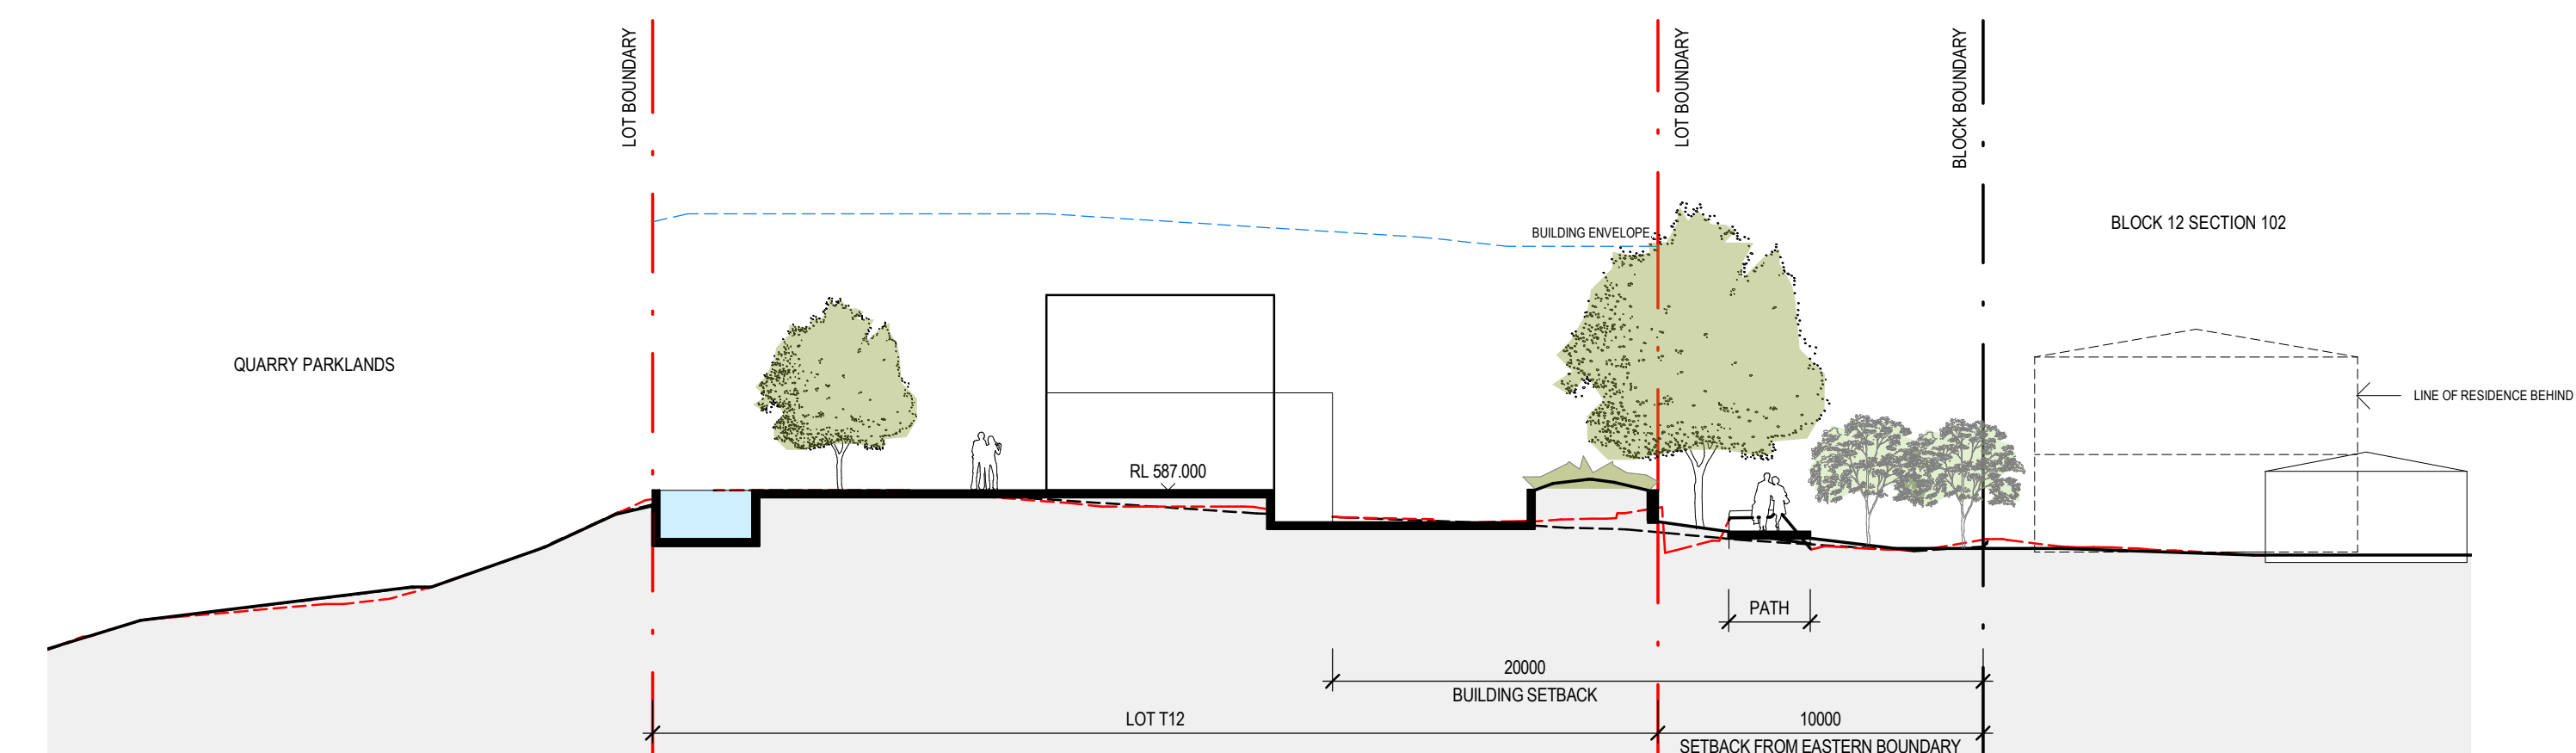 LOT BOUNDARY
LOT BOUNDARY
BLOCK BOUNDARY
BLOCK 12 SECTION 102
BUILDING ENVELOPE
QUARRY PARKLANDS
LINE OF RESIDENCE BEHIND
RL 587.000
PATH
20000
BUILDING SETBACK
LOT T12
10000
SETBACK FROM EASTERN BOUNDARY